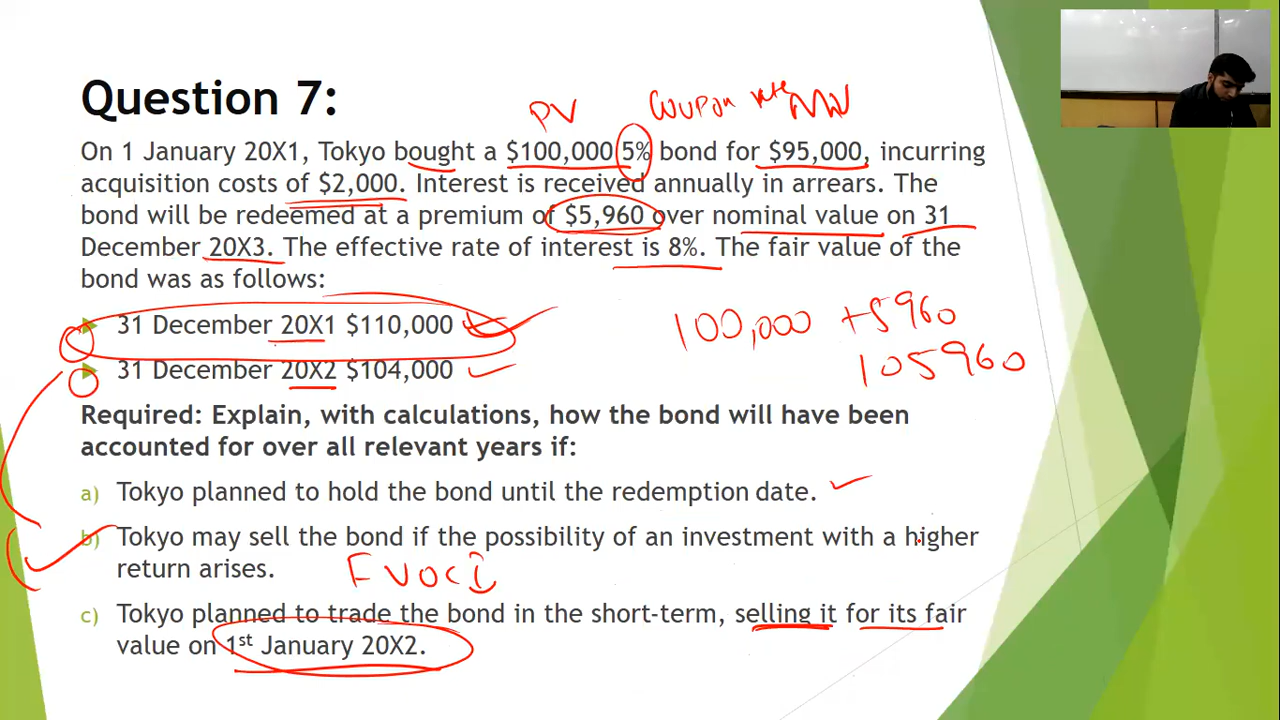 Question 7:
PV Coupon rate MV
On 1 January 20X1, Tokyo bought a $100,000 5% bond for $95,000, incurring
acquisition costs of $2,000. Interest is received annually in arrears. The
bond will be redeemed at a premium of $5,960 over nominal value on 31
December 20X3. The effective rate of interest is 8%. The fair value of the
bond was as follows:
31 December 20X1 $110,000
100,000 +5960
31 December 20X2 $104,000
105960
Required: Explain, with calculations, how the bond will have been
accounted for over all relevant years if:
a) Tokyo planned to hold the bond until the redemption date.
b) Tokyo may sell the bond if the possibility of an investment with a higher
return arises.
FVOCI
c) Tokyo planned to trade the bond in the short-term, selling it for its fair
value on 1st January 20X2.